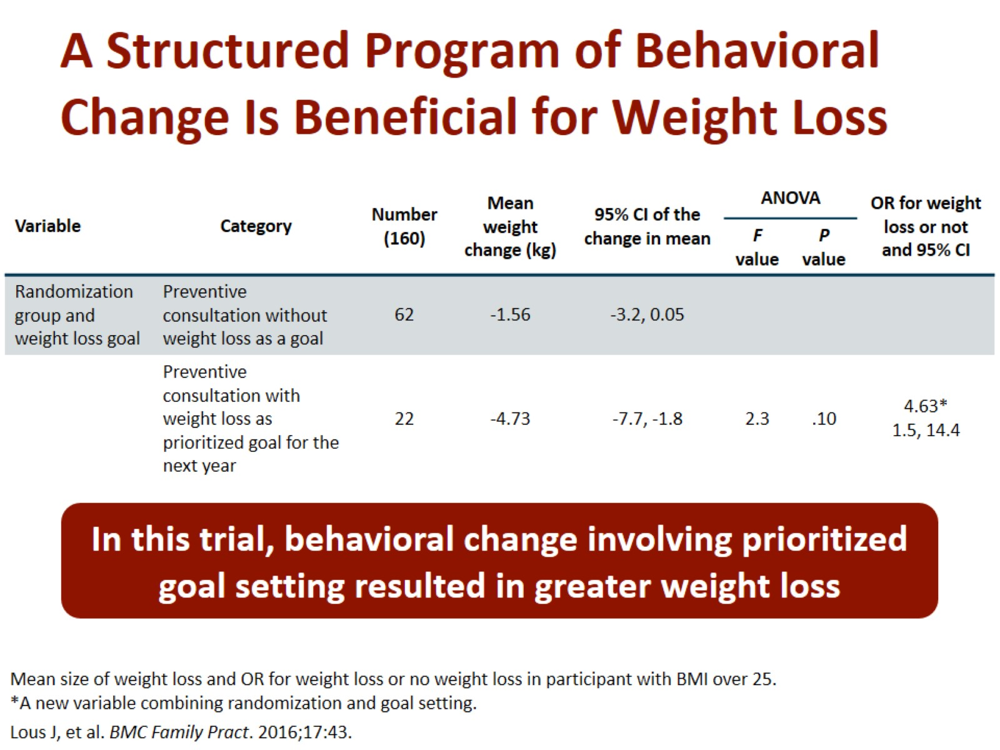 A Structured Program of Behavioral
Change Is Beneficial for Weight Loss
Variable
Category
Number
(160)
Mean
weight
change (kg)
95% CI of the
change in mean
ANOVA
F
value
P
value
OR for weight
loss or not
and 95% CI
Randomization
group and
weight loss goal
Preventive
consultation without
weight loss as a goal
62
-1.56
-3.2, 0.05
Preventive
consultation with
weight loss as
prioritized goal for the
next year
22
-4.73
-7.7, -1.8
2.3
.10
4.63*
1.5, 14.4
In this trial, behavioral change involving prioritized
goal setting resulted in greater weight loss
Mean size of weight loss and OR for weight loss or no weight loss in participant with BMI over 25.
*A new variable combining randomization and goal setting.
Lous J, et al. BMC Family Pract. 2016;17:43.